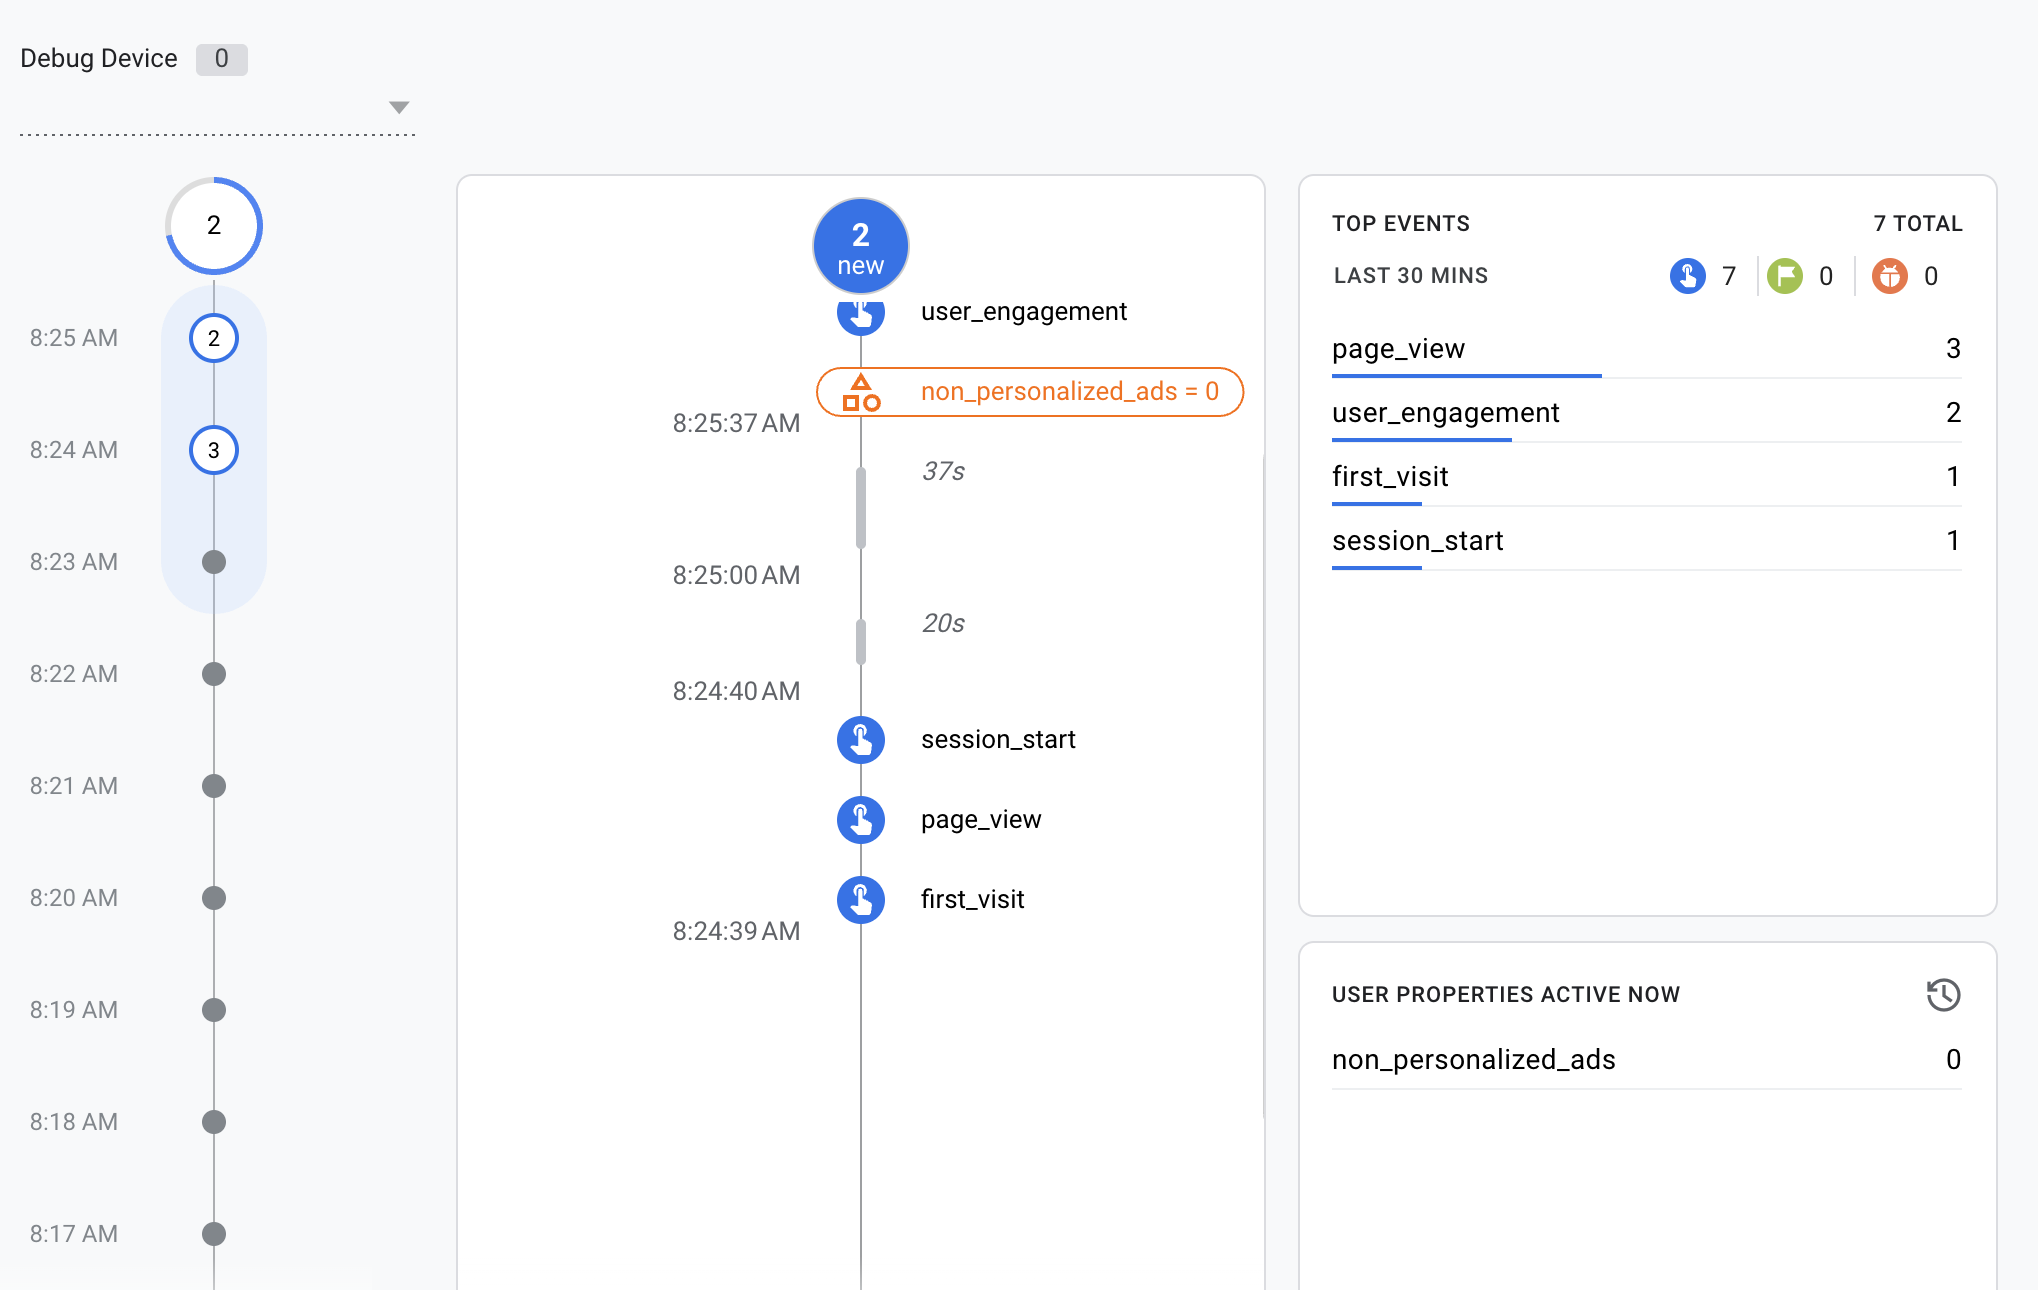 Debug Device 0
2
8:25 AM 2
8:24 AM 3
8:23 AM
8:22 AM
8:21 AM
8:20 AM
8:19 AM
8:18 AM
8:17 AM
2
new
user_engagement
non_personalized_ads = 0
8:25:37 AM
37s
8:25:00 AM
20s
8:24:40 AM
session_start
page_view
first_visit
8:24:39 AM
TOP EVENTS 7 TOTAL
LAST 30 MINS 7 0 0
page_view 3
user_engagement 2
first_visit 1
session_start 1
USER PROPERTIES ACTIVE NOW
non_personalized_ads 0